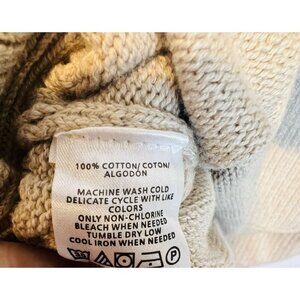 100% COTTON/ COTON/
ALGODÓN
MACHINE WASH COLD
DELICATE CYCLE WITH LIKE
COLORS
ONLY NON-CHLORINE
BLEACH WHEN NEEDED
TUMBLE DRY LOW
COOL IRON WHEN NEEDED
P